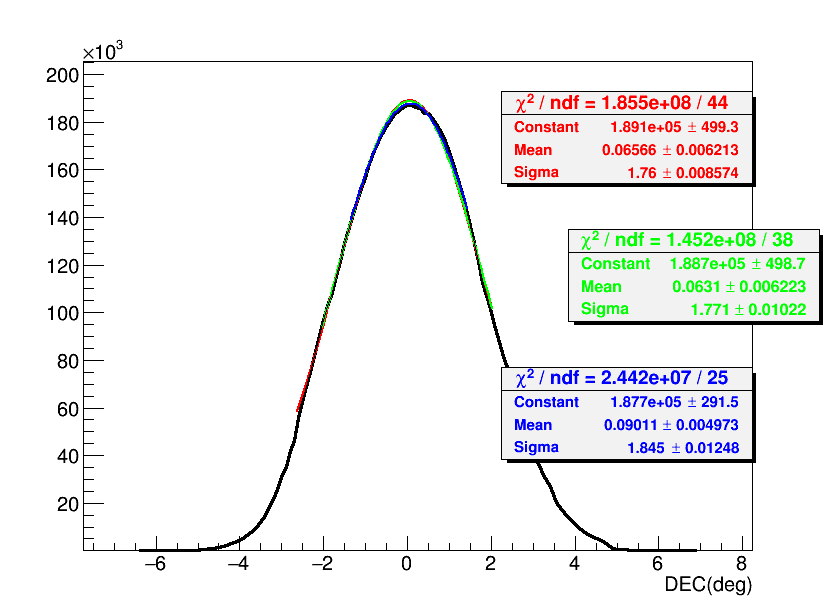 ×10³
200
180
160
140
120
100
80
60
40
20
−6 −4 −2 0 2 4 6 8
DEC(deg)
χ² / ndf = 1.855e+08 / 44
Constant 1.891e+05 ± 499.3
Mean 0.06566 ± 0.006213
Sigma 1.76 ± 0.008574
χ² / ndf = 1.452e+08 / 38
Constant 1.887e+05 ± 498.7
Mean 0.0631 ± 0.006223
Sigma 1.771 ± 0.01022
χ² / ndf = 2.442e+07 / 25
Constant 1.877e+05 ± 291.5
Mean 0.09011 ± 0.004973
Sigma 1.845 ± 0.01248